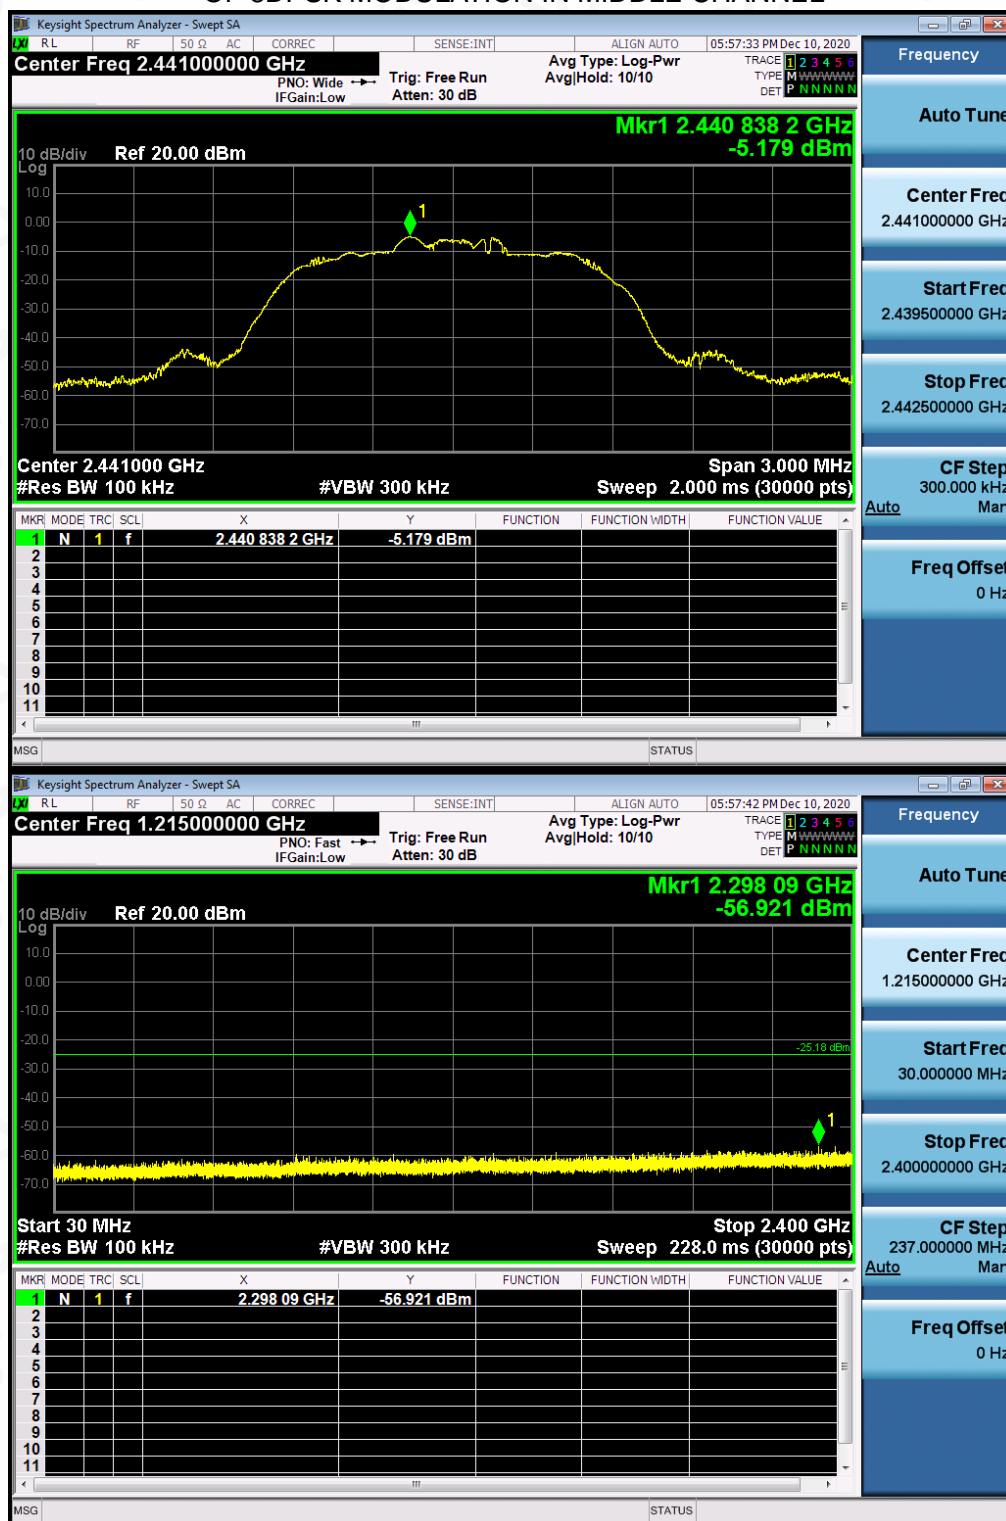 OF 8DPSK MODULATION IN MIDDLE CHANNEL
Keysight Spectrum Analyzer - Swept SA
LXI RL RF 50 Ω AC CORREC SENSE:INT ALIGN AUTO 05:57:33 PM Dec 10, 2020
Center Freq 2.441000000 GHz
PNO: Wide
IFGain:Low
Trig: Free Run
Atten: 30 dB
Avg Type: Log-Pwr
Avg|Hold: 10/10
TRACE 1 2 3 4 5 6
TYPE M WWWWW
DET P N N N N N
Mkr1 2.440 838 2 GHz
-5.179 dBm
10 dB/div Ref 20.00 dBm
Log
10.0
0.00
-10.0
-20.0
-30.0
-40.0
-50.0
-60.0
-70.0
1
Center 2.441000 GHz Span 3.000 MHz
#Res BW 100 kHz #VBW 300 kHz Sweep 2.000 ms (30000 pts)
MKR MODE TRC SCL X Y FUNCTION FUNCTION WIDTH FUNCTION VALUE
1 N 1 f 2.440 838 2 GHz -5.179 dBm
2
3
4
5
6
7
8
9
10
11
MSG STATUS
Frequency
Auto Tune
Center Freq
2.441000000 GHz
Start Freq
2.439500000 GHz
Stop Freq
2.442500000 GHz
CF Step
300.000 kHz
Auto Man
Freq Offset
0 Hz
Keysight Spectrum Analyzer - Swept SA
LXI RL RF 50 Ω AC CORREC SENSE:INT ALIGN AUTO 05:57:42 PM Dec 10, 2020
Center Freq 1.215000000 GHz
PNO: Fast
IFGain:Low
Trig: Free Run
Atten: 30 dB
Avg Type: Log-Pwr
Avg|Hold: 10/10
TRACE 1 2 3 4 5 6
TYPE M WWWWW
DET P N N N N N
Mkr1 2.298 09 GHz
-56.921 dBm
10 dB/div Ref 20.00 dBm
Log
10.0
0.00
-10.0
-20.0
-30.0
-40.0
-50.0
-60.0
-70.0
-25.18 dBm
1
Start 30 MHz Stop 2.400 GHz
#Res BW 100 kHz #VBW 300 kHz Sweep 228.0 ms (30000 pts)
MKR MODE TRC SCL X Y FUNCTION FUNCTION WIDTH FUNCTION VALUE
1 N 1 f 2.298 09 GHz -56.921 dBm
2
3
4
5
6
7
8
9
10
11
MSG STATUS
Frequency
Auto Tune
Center Freq
1.215000000 GHz
Start Freq
30.000000 MHz
Stop Freq
2.400000000 GHz
CF Step
237.000000 MHz
Auto Man
Freq Offset
0 Hz